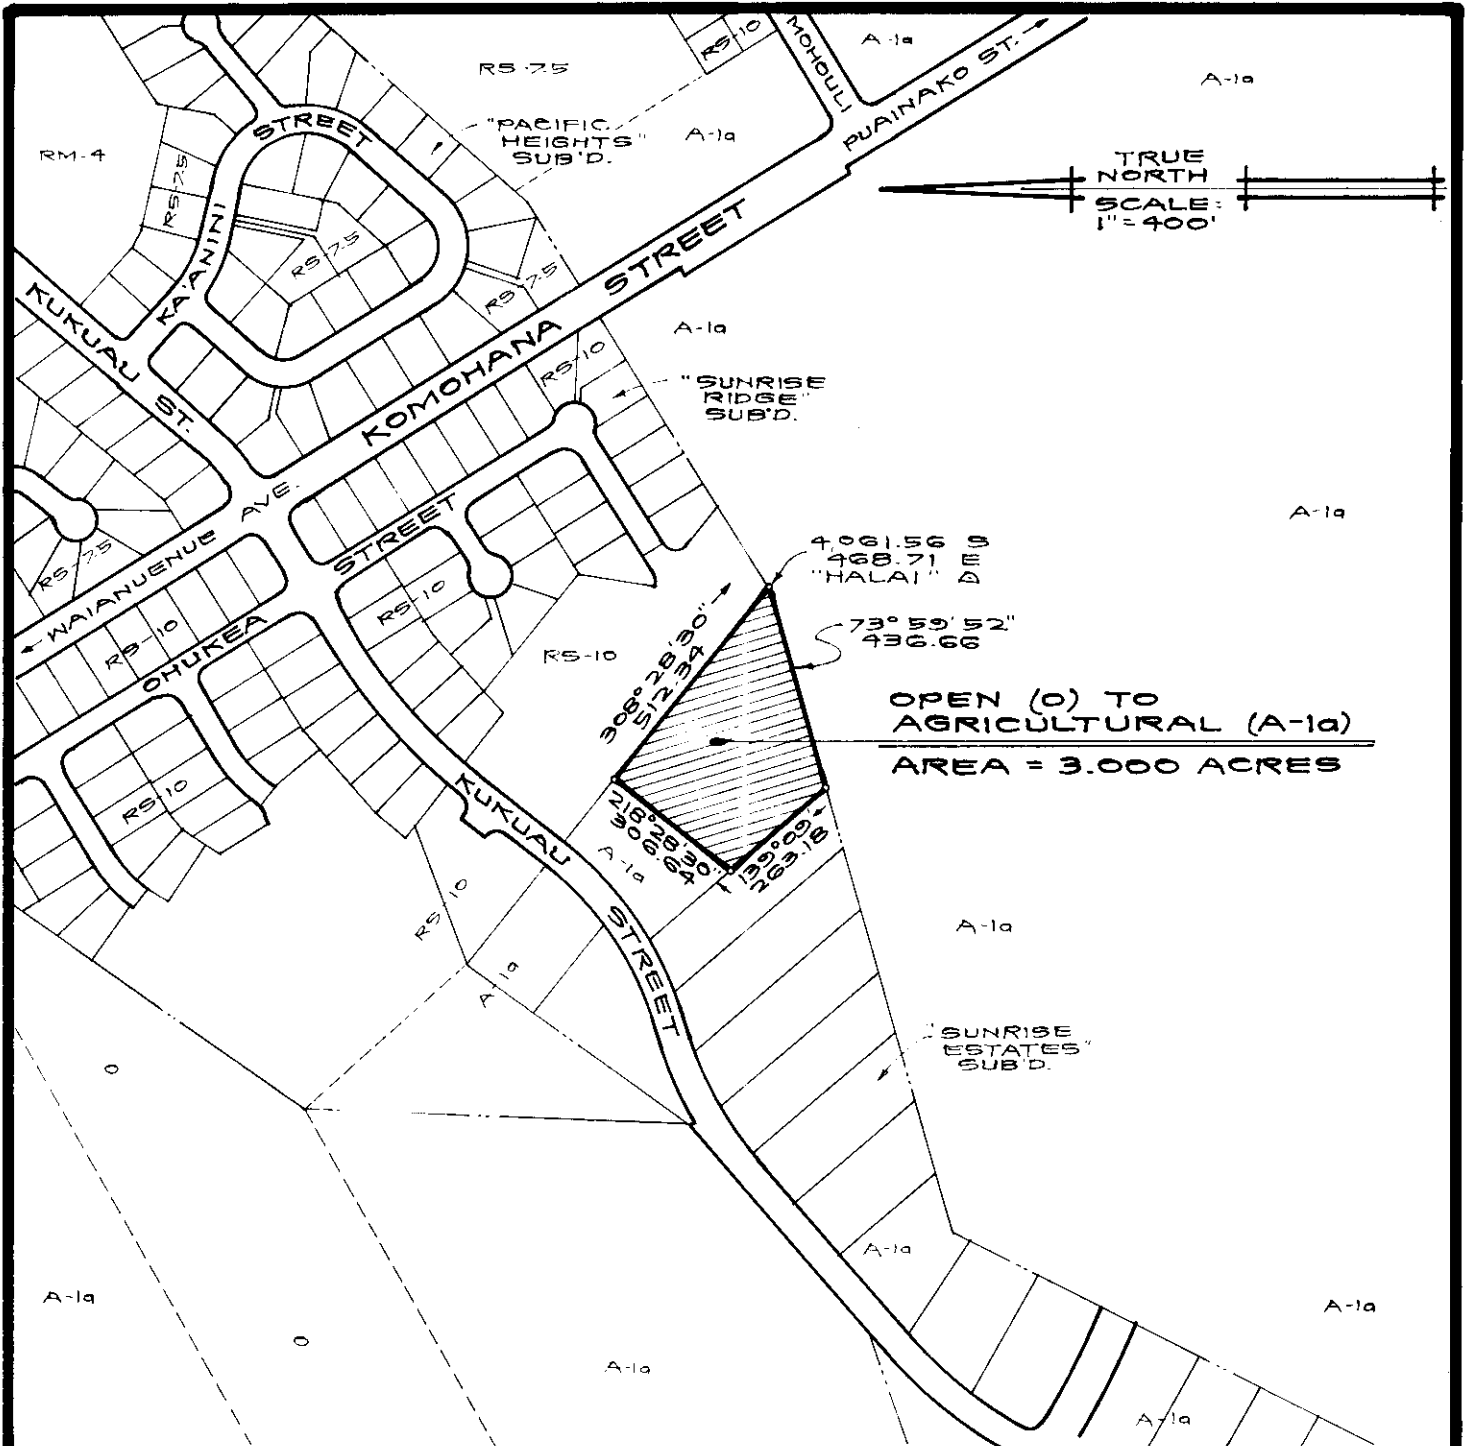 RS-10
MOHOULI
A-1a
PUAINAKO ST.
A-1a
RS-7.5
"PACIFIC
HEIGHTS"
SUB'D.
A-1a
STREET
RM-4
RS-7.5
RS-7.5
TRUE
NORTH
SCALE:
1"=400'
KA'ANINI
RS-7.5
RS-7.5
KUKUAU
ST.
KOMOHANA STREET
A-1a
RS-10
"SUNRISE
RIDGE"
SUB'D.
A-1a
WAIANUENUE AVE.
RS-7.5
STREET
OHUKEA
RS-10
RS-10
RS-10
4,061.56 S
468.71 E
"HALAI" △
73°59'52"
436.66
RS-10
308°28'30"
512.34
OPEN (O) TO
AGRICULTURAL (A-1a)
AREA = 3.000 ACRES
218°28'30"
306.64
139°09'
263.18
KUKUAU
STREET
A-1a
RS-10
A-1a
A-1a
"SUNRISE
ESTATES"
SUB'D.
O
A-1a
A-1a
A-1a
O
A-1a
A-1a